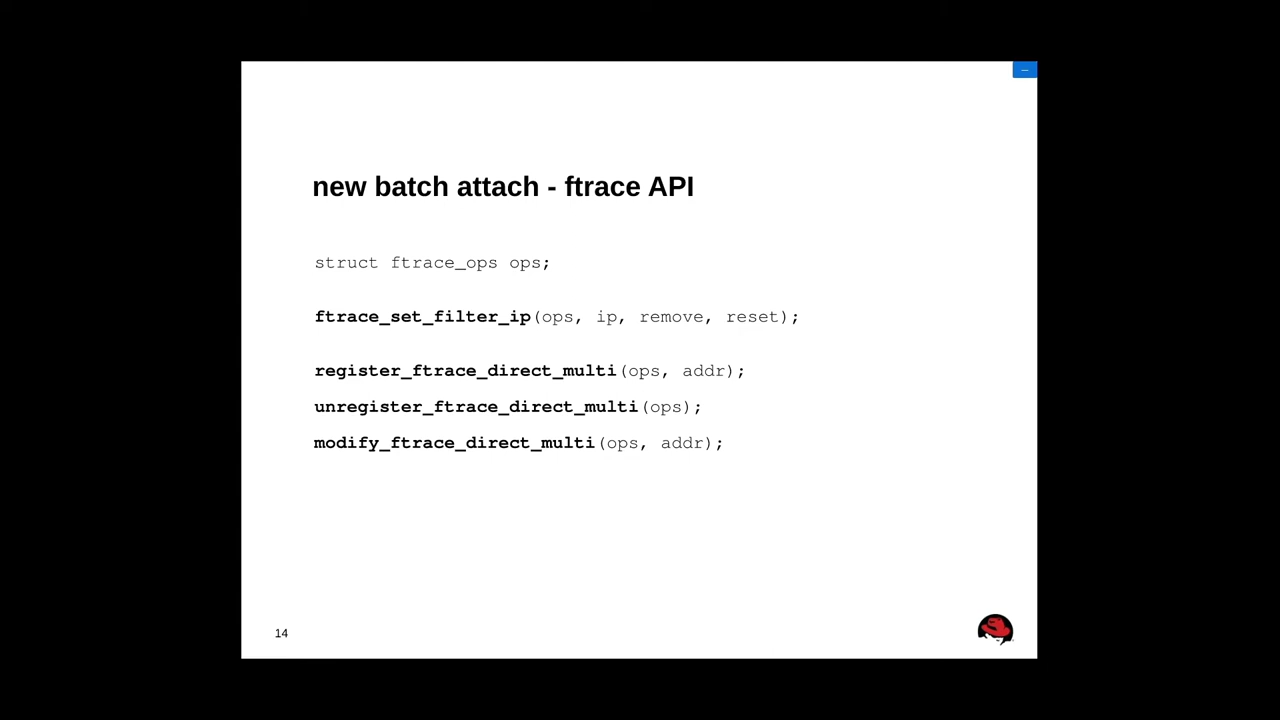 new batch attach - ftrace API
struct ftrace_ops ops;
ftrace_set_filter_ip(ops, ip, remove, reset);
register_ftrace_direct_multi(ops, addr);
unregister_ftrace_direct_multi(ops);
modify_ftrace_direct_multi(ops, addr);
14